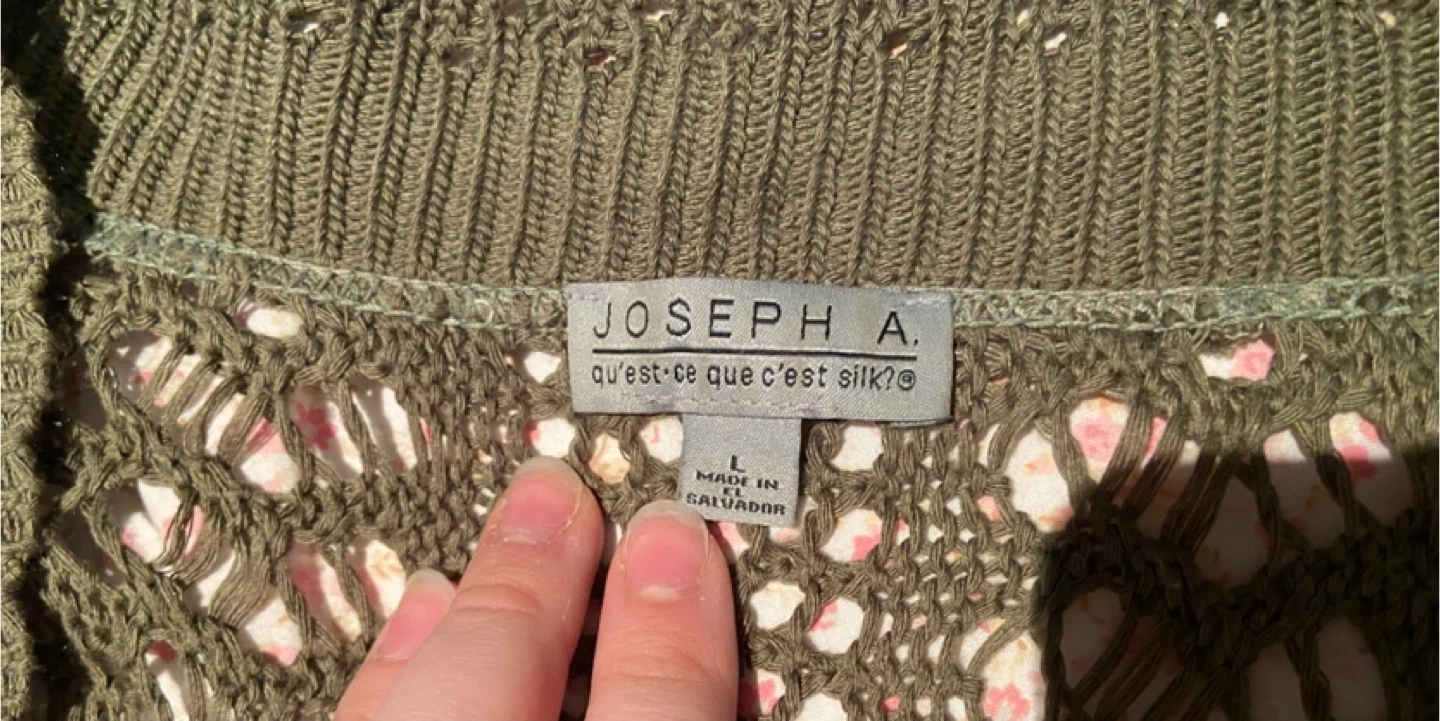 JOSEPH A.
qu'est·ce que c'est silk?®
L
MADE IN
EL
SALVADOR